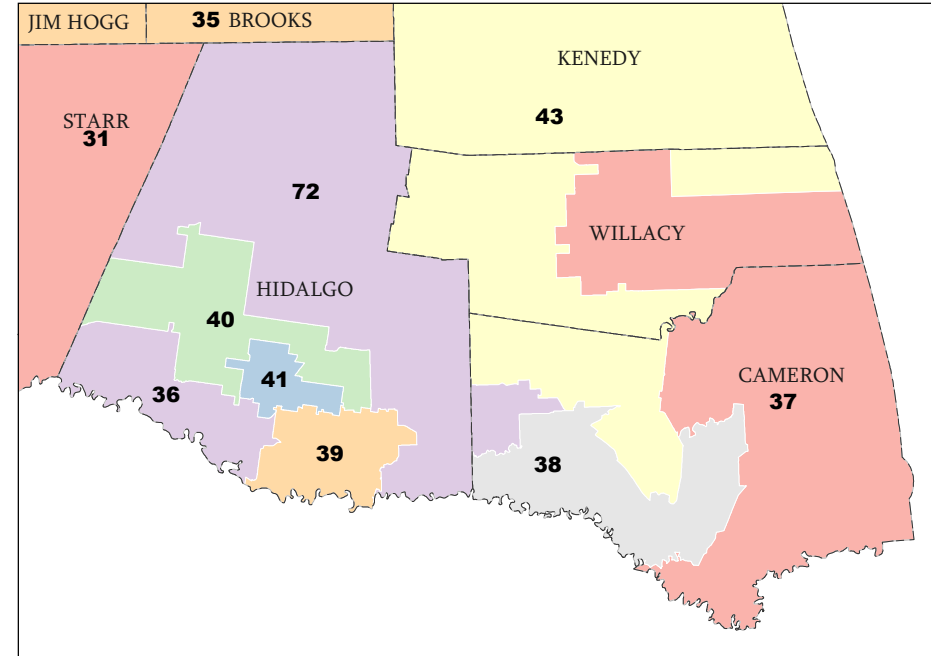 JIM HOGG
35 BROOKS
KENEDY
43
STARR
31
72
WILLACY
HIDALGO
40
41
CAMERON
37
36
39
38